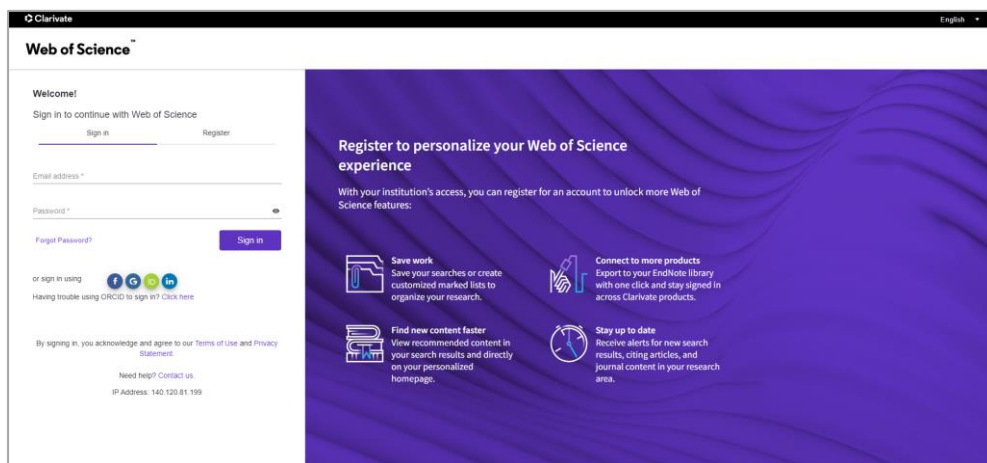 Clarivate
English
Web of Science™
Welcome!
Sign in to continue with Web of Science
Sign in
Register
Email address *
Password *
Forgot Password?
Sign in
or sign in using
f G iD in
Having trouble using ORCID to sign in? Click here
By signing in, you acknowledge and agree to our Terms of Use and Privacy
Statement.
Need help? Contact us.
IP Address: 140.120.81.199
Register to personalize your Web of Science
experience
With your institution's access, you can register for an account to unlock more Web of
Science features:
Save work
Save your searches or create
customized marked lists to
organize your research.
Connect to more products
Export to your EndNote library
with one click and stay signed in
across Clarivate products.
Find new content faster
View recommended content in
your search results and directly
on your personalized
homepage.
Stay up to date
Receive alerts for new search
results, citing articles, and
journal content in your research
area.